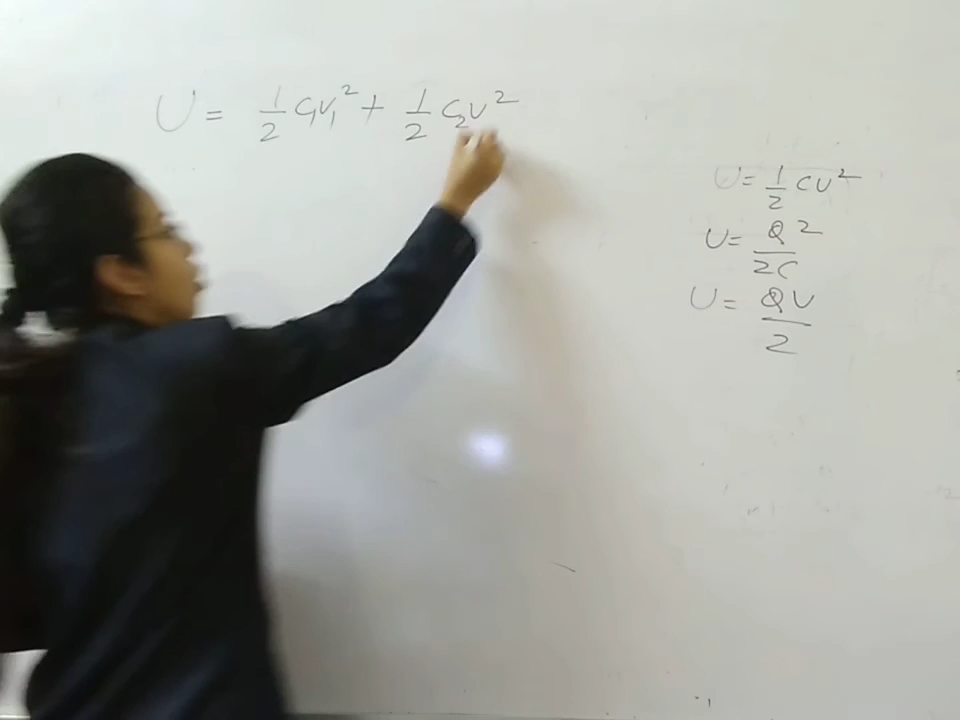 U = 1/2 C₁V₁² + 1/2 C₂V²
U = 1/2 CV²
U = Q²/2C
U = QV/2